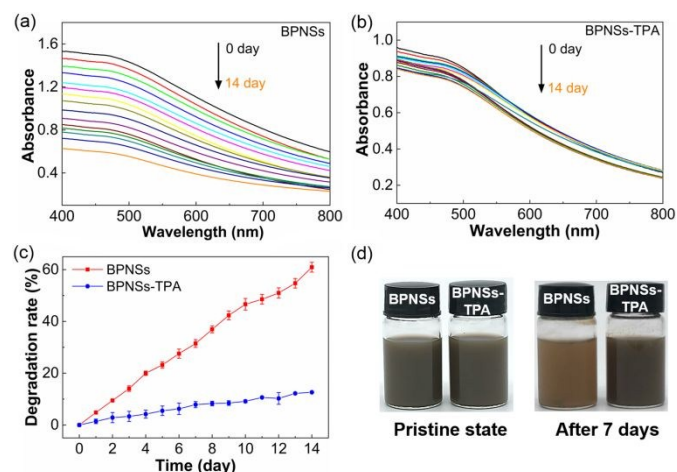 (a)
BPNSs
0 day
14 day
1.6
1.2
0.8
0.4
Absorbance
400 500 600 700 800
Wavelength (nm)
(b)
BPNSs-TPA
0 day
14 day
1.0
0.8
0.6
0.4
0.2
Absorbance
400 500 600 700 800
Wavelength (nm)
(c)
BPNSs
BPNSs-TPA
60
40
20
0
Degradation rate (%)
0 2 4 6 8 10 12 14
Time (day)
(d)
BPNSs
BPNSs-
TPA
BPNSs
BPNSs-
TPA
Pristine state
After 7 days